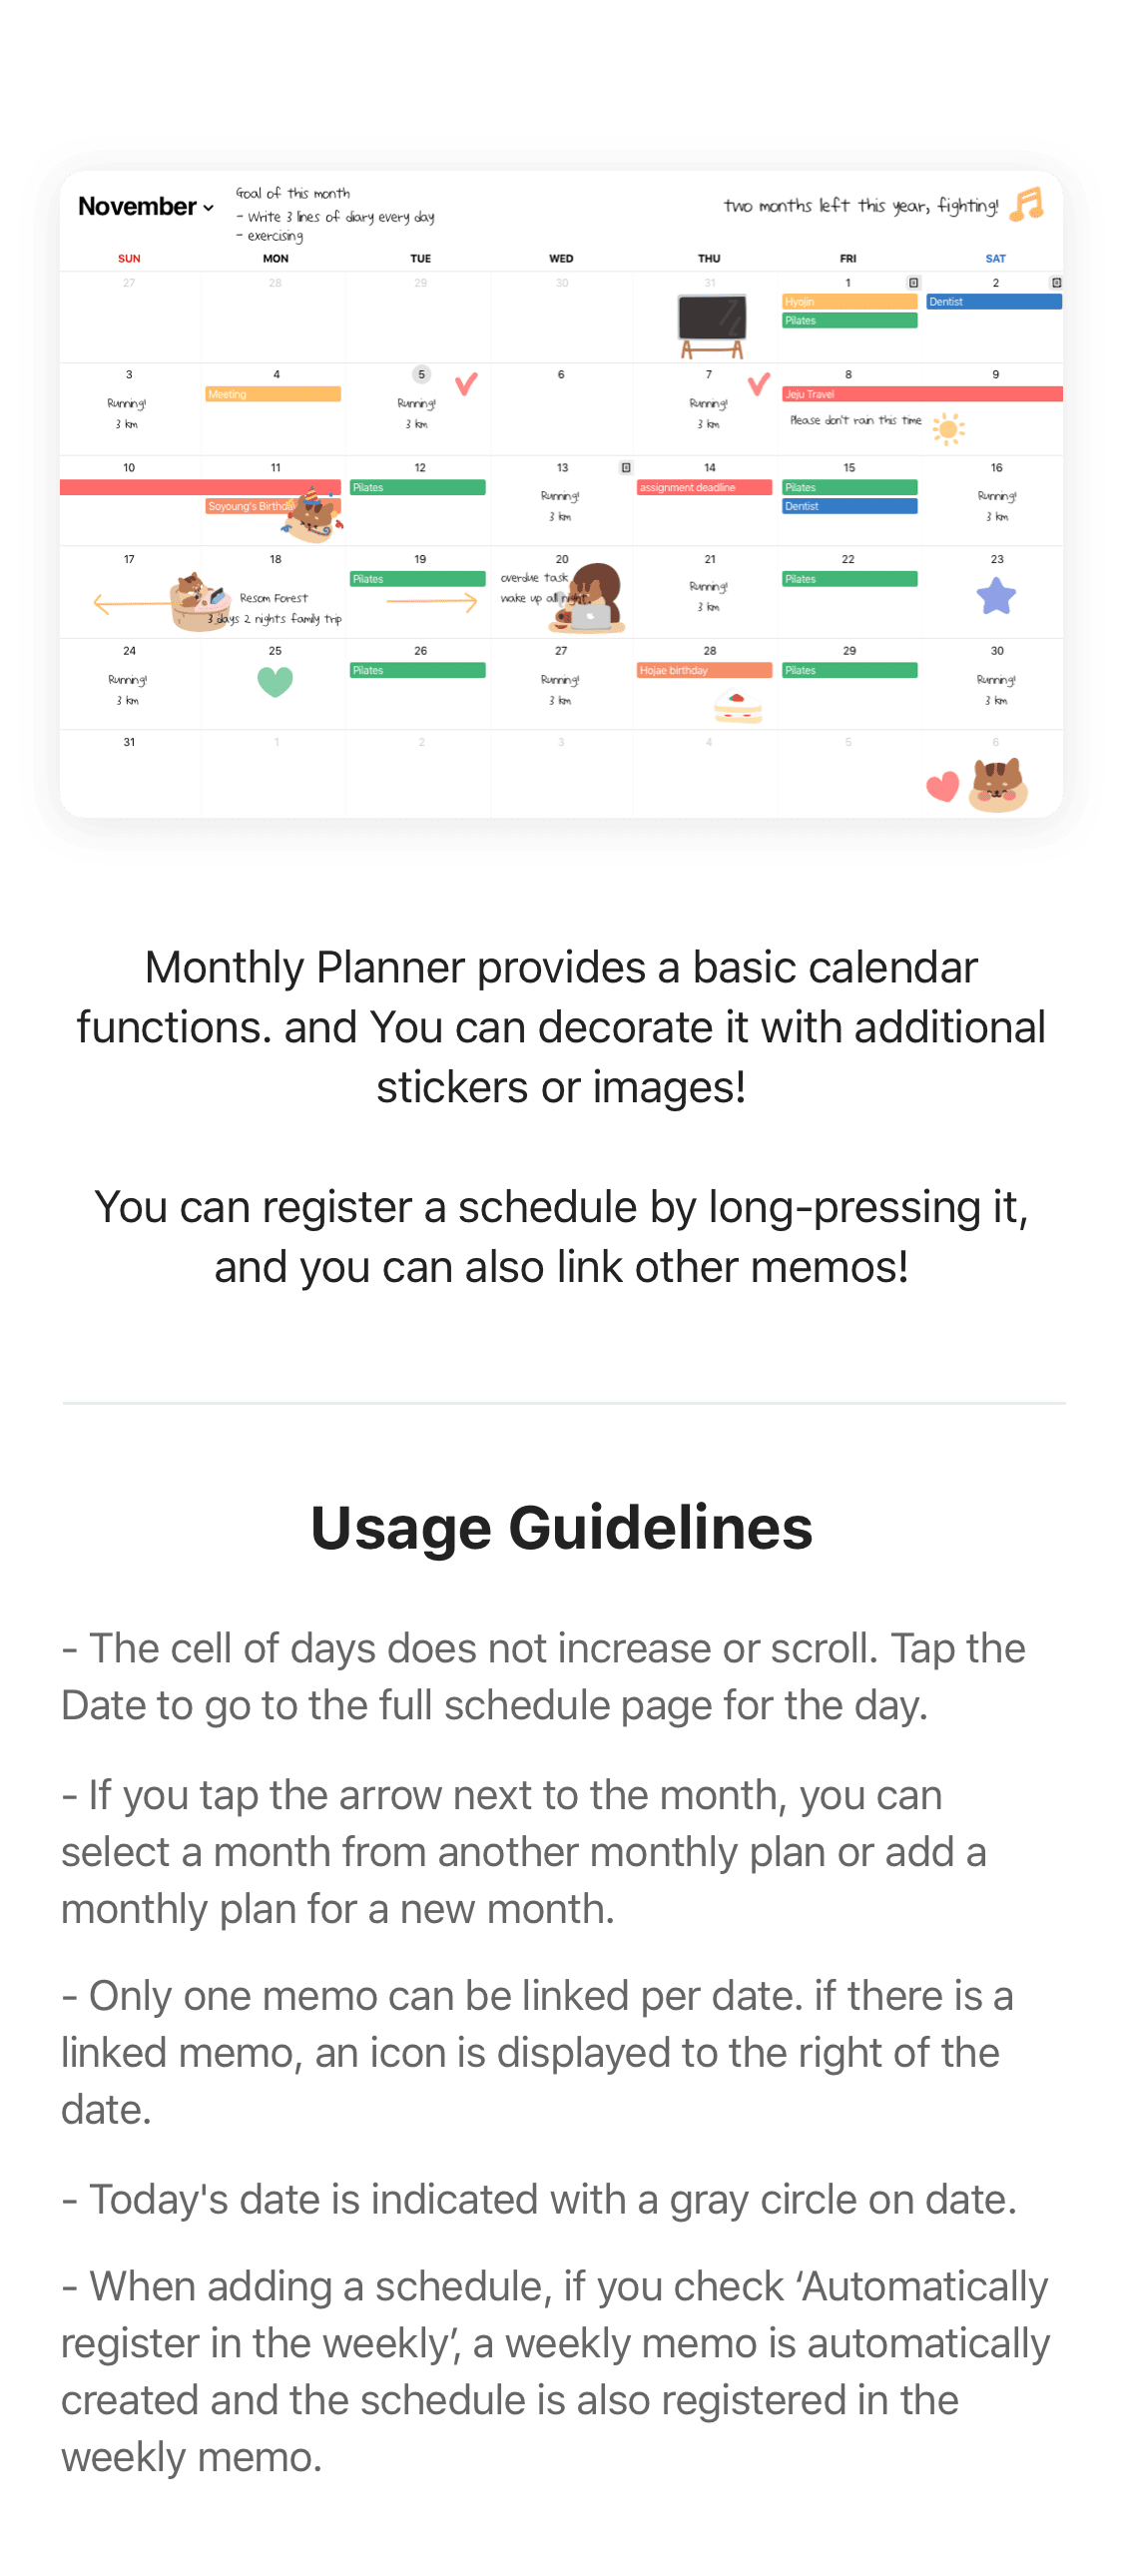 November
Goal of this month
- Write 3 lines of diary every day
- exercising
two months left this year, fighting!
SUN MON TUE WED THU FRI SAT
27 28 29 30 31 1 2
Hyojin Dentist
Pilates
3 4 5 6 7 8 9
Meeting Jeju Travel
Running! Running! Running!
3 km 3 km 3 km
Please don't rain this time
10 11 12 13 14 15 16
Pilates assignment deadline Pilates
Running! Running!
Soyoung's Birthda Dentist
3 km 3 km
17 18 19 20 21 22 23
Pilates overdue task Pilates
Running!
Resom Forest wake up all night
3 km
3 days 2 nights family trip
24 25 26 27 28 29 30
Pilates Hojae birthday Pilates
Running! Running! Running!
3 km 3 km 3 km
31 1 2 3 4 5 6
Monthly Planner provides a basic calendar
functions. and You can decorate it with additional
stickers or images!
You can register a schedule by long-pressing it,
and you can also link other memos!
Usage Guidelines
- The cell of days does not increase or scroll. Tap the
Date to go to the full schedule page for the day.
- If you tap the arrow next to the month, you can
select a month from another monthly plan or add a
monthly plan for a new month.
- Only one memo can be linked per date. if there is a
linked memo, an icon is displayed to the right of the
date.
- Today's date is indicated with a gray circle on date.
- When adding a schedule, if you check ‘Automatically
register in the weekly’, a weekly memo is automatically
created and the schedule is also registered in the
weekly memo.